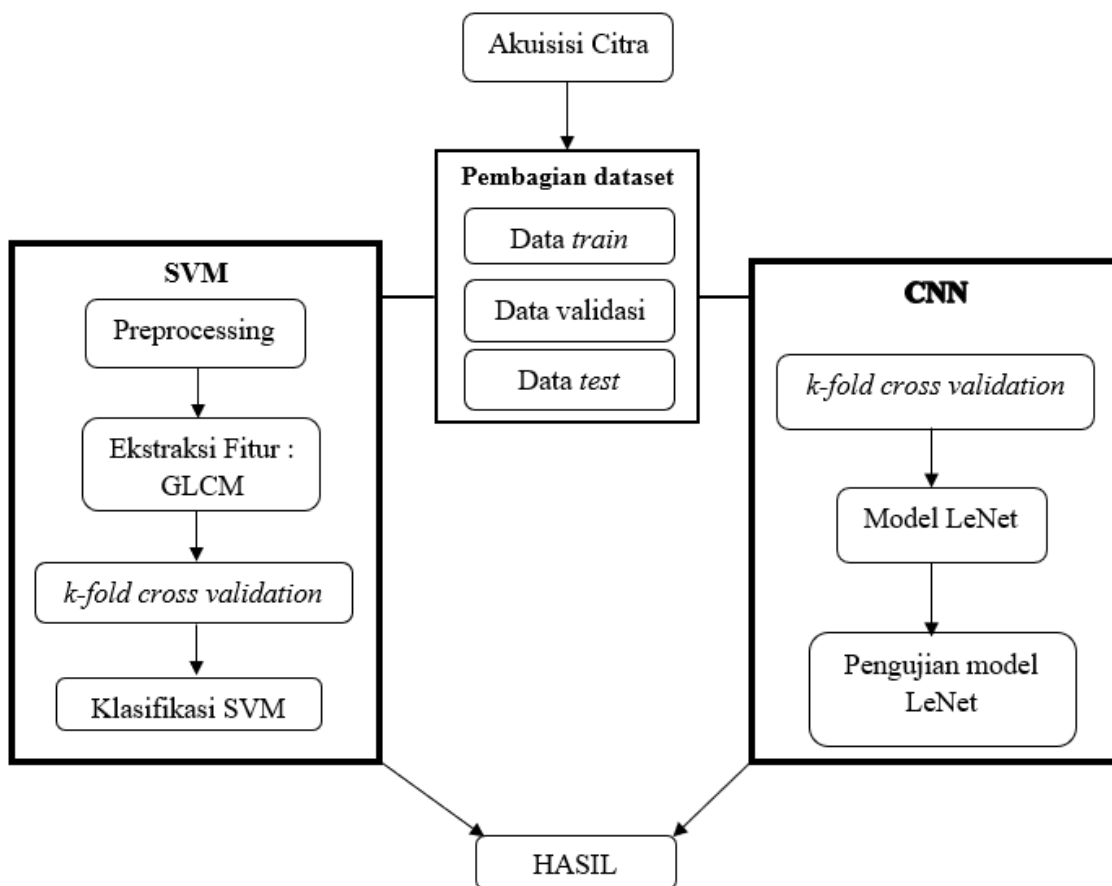 Akuisisi Citra
Pembagian dataset
Data train
Data validasi
Data test
SVM
Preprocessing
Ekstraksi Fitur :
GLCM
k-fold cross validation
Klasifikasi SVM
CNN
k-fold cross validation
Model LeNet
Pengujian model
LeNet
HASIL